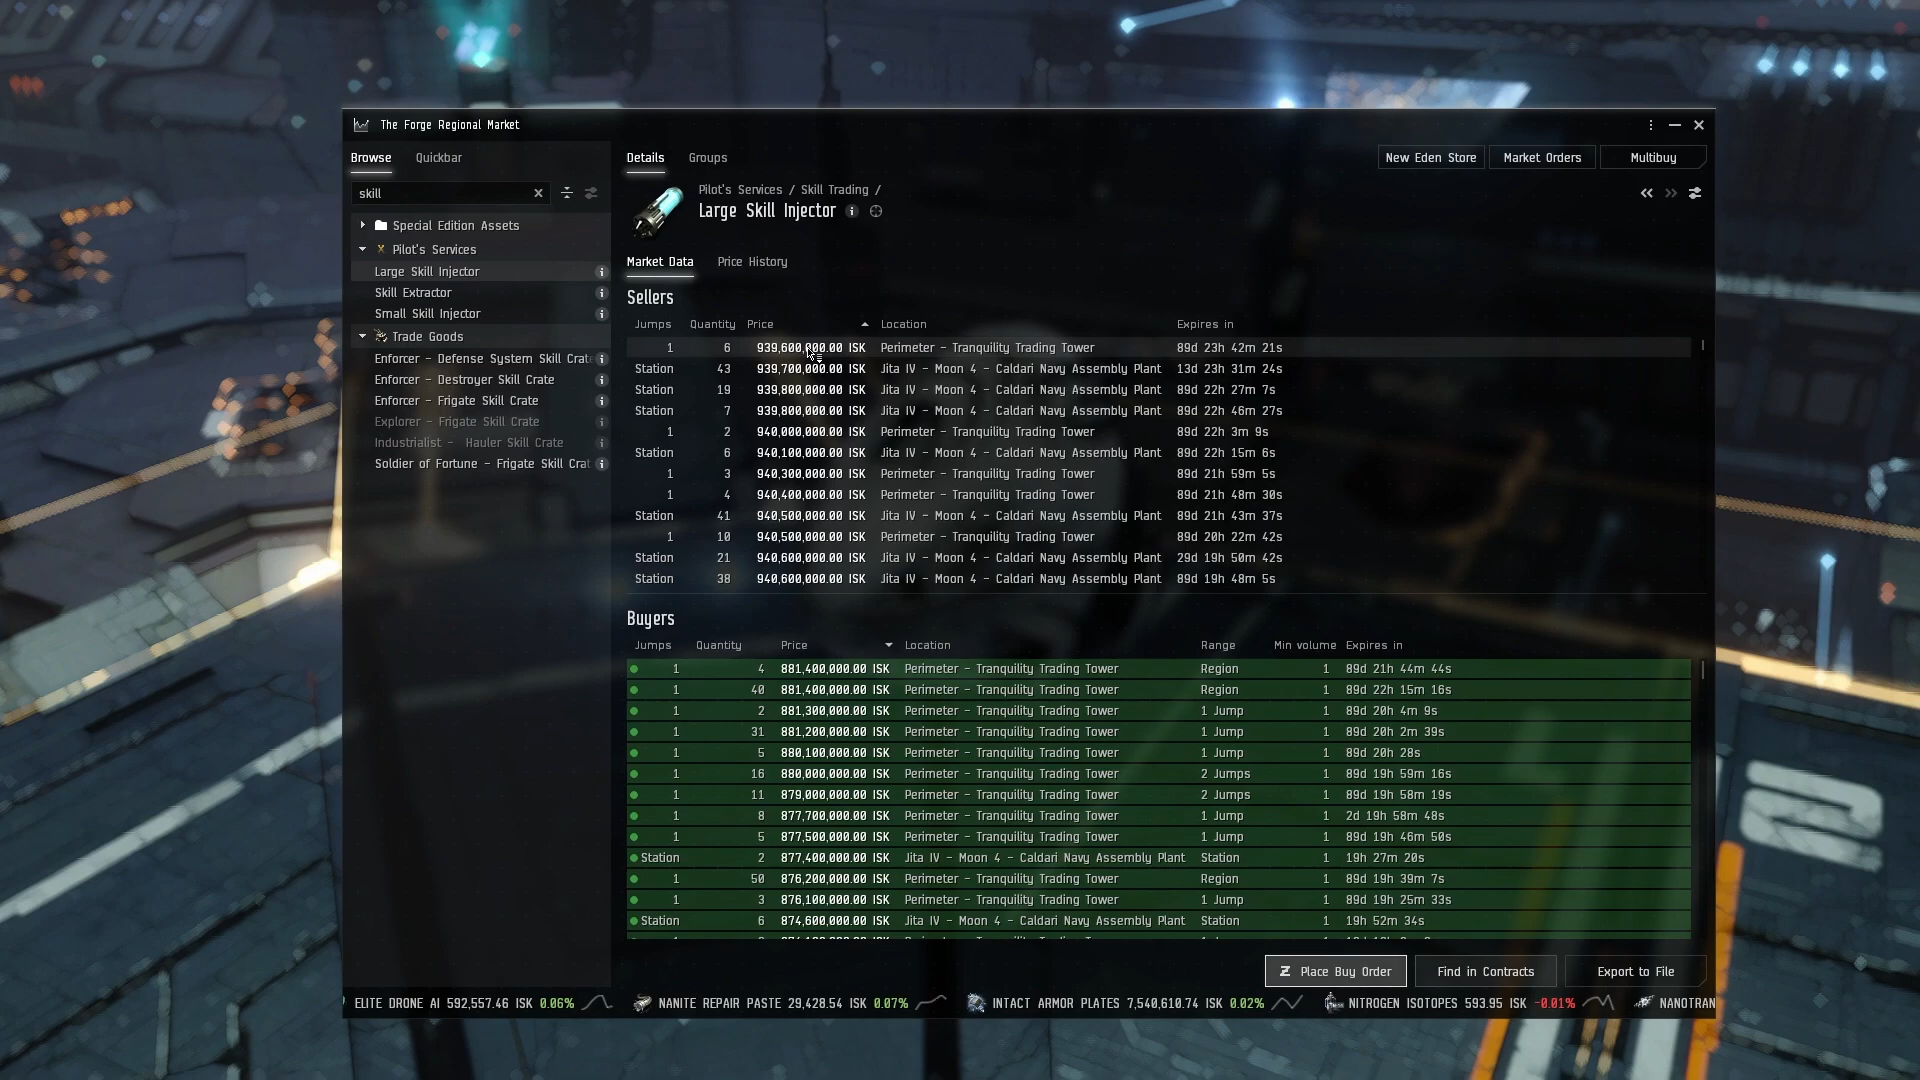 The Forge Regional Market
Browse Quickbar
skill
Special Edition Assets
Pilot's Services
Large Skill Injector
Skill Extractor
Small Skill Injector
Trade Goods
Enforcer - Defense System Skill Crate
Enforcer - Destroyer Skill Crate
Enforcer - Frigate Skill Crate
Explorer - Frigate Skill Crate
Industrialist - Hauler Skill Crate
Soldier of Fortune - Frigate Skill Crat
Details Groups
New Eden Store Market Orders Multibuy
Pilot's Services / Skill Trading /
Large Skill Injector
Market Data Price History
Sellers
Jumps Quantity Price Location Expires in
1 6 939,600,000.00 ISK Perimeter - Tranquility Trading Tower 89d 23h 42m 21s
Station 43 939,700,000.00 ISK Jita IV - Moon 4 - Caldari Navy Assembly Plant 13d 23h 31m 24s
Station 19 939,800,000.00 ISK Jita IV - Moon 4 - Caldari Navy Assembly Plant 89d 22h 27m 7s
Station 7 939,800,000.00 ISK Jita IV - Moon 4 - Caldari Navy Assembly Plant 89d 22h 46m 27s
1 2 940,000,000.00 ISK Perimeter - Tranquility Trading Tower 89d 22h 3m 9s
Station 6 940,100,000.00 ISK Jita IV - Moon 4 - Caldari Navy Assembly Plant 89d 22h 15m 6s
1 3 940,300,000.00 ISK Perimeter - Tranquility Trading Tower 89d 21h 59m 5s
1 4 940,400,000.00 ISK Perimeter - Tranquility Trading Tower 89d 21h 48m 30s
Station 41 940,500,000.00 ISK Jita IV - Moon 4 - Caldari Navy Assembly Plant 89d 21h 43m 37s
1 10 940,500,000.00 ISK Perimeter - Tranquility Trading Tower 89d 20h 22m 42s
Station 21 940,600,000.00 ISK Jita IV - Moon 4 - Caldari Navy Assembly Plant 29d 19h 50m 42s
Station 38 940,600,000.00 ISK Jita IV - Moon 4 - Caldari Navy Assembly Plant 89d 19h 48m 5s
Buyers
Jumps Quantity Price Location Range Min volume Expires in
1 4 881,400,000.00 ISK Perimeter - Tranquility Trading Tower Region 1 89d 21h 44m 44s
1 40 881,400,000.00 ISK Perimeter - Tranquility Trading Tower Region 1 89d 22h 15m 16s
1 2 881,300,000.00 ISK Perimeter - Tranquility Trading Tower 1 Jump 1 89d 20h 4m 9s
1 31 881,200,000.00 ISK Perimeter - Tranquility Trading Tower 1 Jump 1 89d 20h 2m 39s
1 5 880,100,000.00 ISK Perimeter - Tranquility Trading Tower 1 Jump 1 89d 20h 28s
1 16 880,000,000.00 ISK Perimeter - Tranquility Trading Tower 2 Jumps 1 89d 19h 59m 16s
1 11 879,000,000.00 ISK Perimeter - Tranquility Trading Tower 2 Jumps 1 89d 19h 58m 19s
1 8 877,700,000.00 ISK Perimeter - Tranquility Trading Tower 1 Jump 1 2d 19h 58m 48s
1 5 877,500,000.00 ISK Perimeter - Tranquility Trading Tower 1 Jump 1 89d 19h 46m 50s
Station 2 877,400,000.00 ISK Jita IV - Moon 4 - Caldari Navy Assembly Plant Station 1 19h 27m 20s
1 50 876,200,000.00 ISK Perimeter - Tranquility Trading Tower Region 1 89d 19h 39m 7s
1 3 876,100,000.00 ISK Perimeter - Tranquility Trading Tower 1 Jump 1 89d 19h 25m 33s
Station 6 874,600,000.00 ISK Jita IV - Moon 4 - Caldari Navy Assembly Plant Station 1 19h 52m 34s
Place Buy Order Find in Contracts Export to File
ELITE DRONE AI 592,557.46 ISK 0.06% NANITE REPAIR PASTE 29,428.54 ISK 0.07% INTACT ARMOR PLATES 7,540,610.74 ISK 0.02% NITROGEN ISOTOPES 593.95 ISK -0.01% NANOTRAN